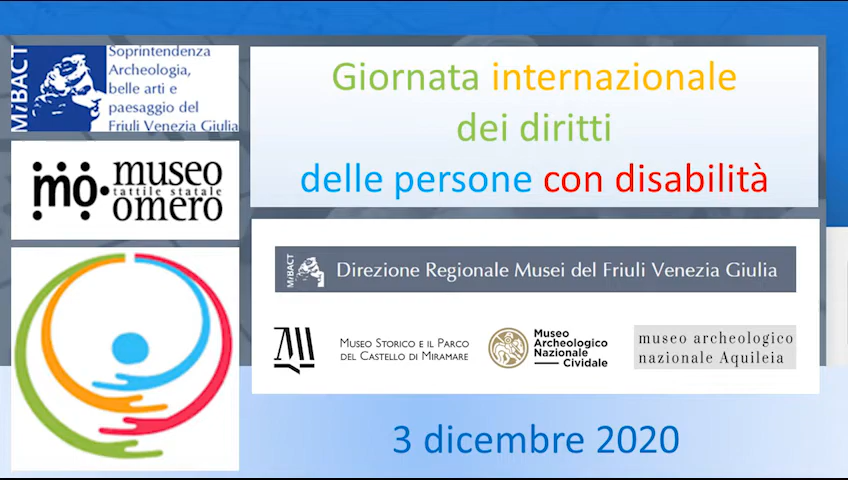 MiBACT
Soprintendenza
Archeologia,
belle arti e
paesaggio del
Friuli Venezia Giulia
mo.
museo
tattile statale
omero
Giornata internazionale
dei diritti
delle persone con disabilità
MiBACT
Direzione Regionale Musei del Friuli Venezia Giulia
Museo Storico e il Parco
del Castello di Miramare
Museo
Archeologico
Nazionale
Cividale
museo archeologico
nazionale Aquileia
3 dicembre 2020